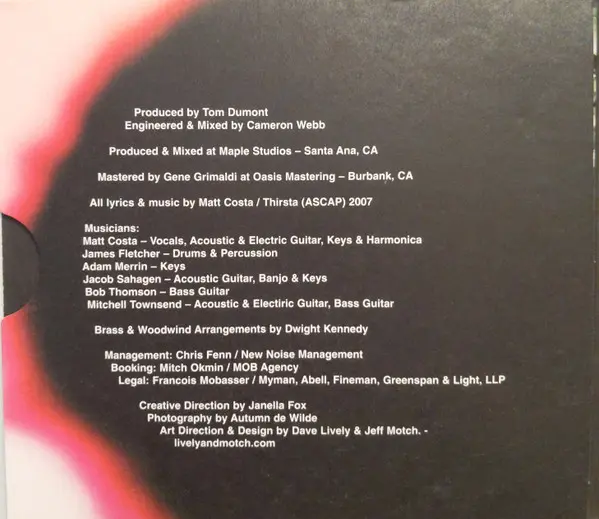 Produced by Tom Dumont
Engineered & Mixed by Cameron Webb
Produced & Mixed at Maple Studios – Santa Ana, CA
Mastered by Gene Grimaldi at Oasis Mastering – Burbank, CA
All lyrics & music by Matt Costa / Thirsta (ASCAP) 2007
Musicians:
Matt Costa – Vocals, Acoustic & Electric Guitar, Keys & Harmonica
James Fletcher – Drums & Percussion
Adam Merrin – Keys
Jacob Sahagen – Acoustic Guitar, Banjo & Keys
Bob Thomson – Bass Guitar
Mitchell Townsend – Acoustic & Electiric Guitar, Bass Guitar
Brass & Woodwind Arrangements by Dwight Kennedy
Management: Chris Fenn / New Noise Management
Booking: Mitch Okmin / MOB Agency
Legal: Francois Mobasser / Myman, Abell, Fineman, Greenspan & Light, LLP
Creative Direction by Janella Fox
Photography by Autumn de Wilde
Art Direction & Design by Dave Lively & Jeff Motch. -
livelyandmotch.com